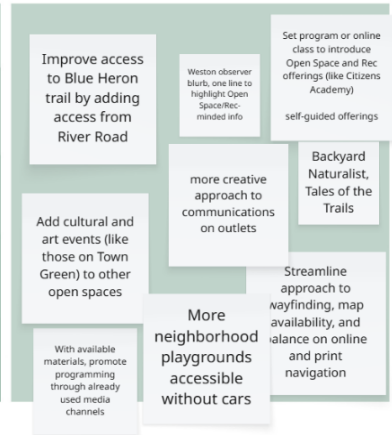 Improve access
to Blue Heron
trail by adding
access from
River Road
Weston observer
blurb, one line to
highlight Open
Space/Rec-
minded info
Set program or online
class to introduce
Open Space and Rec
offerings (like Citizens
Academy)
self-guided offerings
more creative
approach to
communications
on outlets
Backyard
Naturalist,
Tales of the
Trails
Add cultural and
art events (like
those on Town
Green) to other
open spaces
Streamline
approach to
wayfinding, map
availability, and
balance on online
and print
navigation
More
neighborhood
playgrounds
accessible
without cars
With available
materials, promote
programming
through already
used media
channels